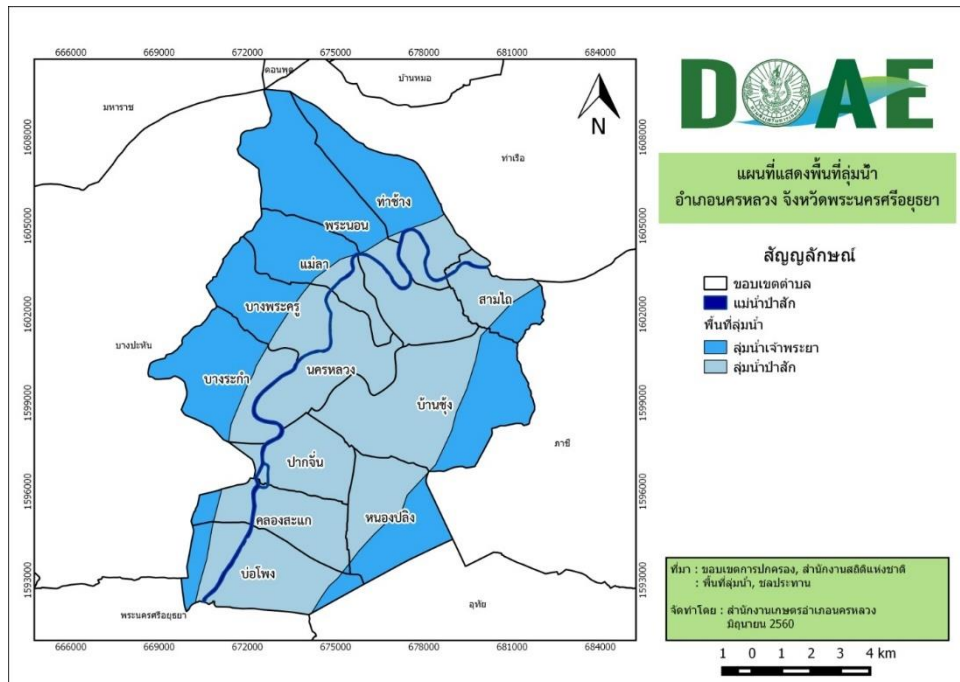 666000 669000 672000 675000 678000 681000 684000
ดอนพุด
บ้านหมอ
มหาราช
N
ท่าเรือ
1608000
1608000
ท่าช้าง
พระนอน
1605000
1605000
แม่ลา
สามไถ
บางพระครู
1602000
1602000
บางปะหัน
นครหลวง
บางระกำ
บ้านชุ้ง
1599000
1599000
ภาชี
ปากจั่น
1596000
1596000
คลองสะแก
หนองปลิง
บ่อโพง
1593000
1593000
พระนครศรีอยุธยา
อุทัย
666000 669000 672000 675000 678000 681000 684000
DOAE
แผนที่แสดงพื้นที่ลุ่มน้ำ
อำเภอนครหลวง จังหวัดพระนครศรีอยุธยา
สัญญลักษณ์
ขอบเขตตำบล
แม่น้ำป่าสัก
พื้นที่ลุ่มน้ำ
ลุ่มน้ำเจ้าพระยา
ลุ่มน้ำป่าสัก
ที่มา : ขอบเขตการปกครอง, สำนักงานสถิติแห่งชาติ
: พื้นที่ลุ่มน้ำ, ชลประทาน
จัดทำโดย : สำนักงานเกษตรอำเภอนครหลวง
มิถุนายน 2560
1 0 1 2 3 4 km